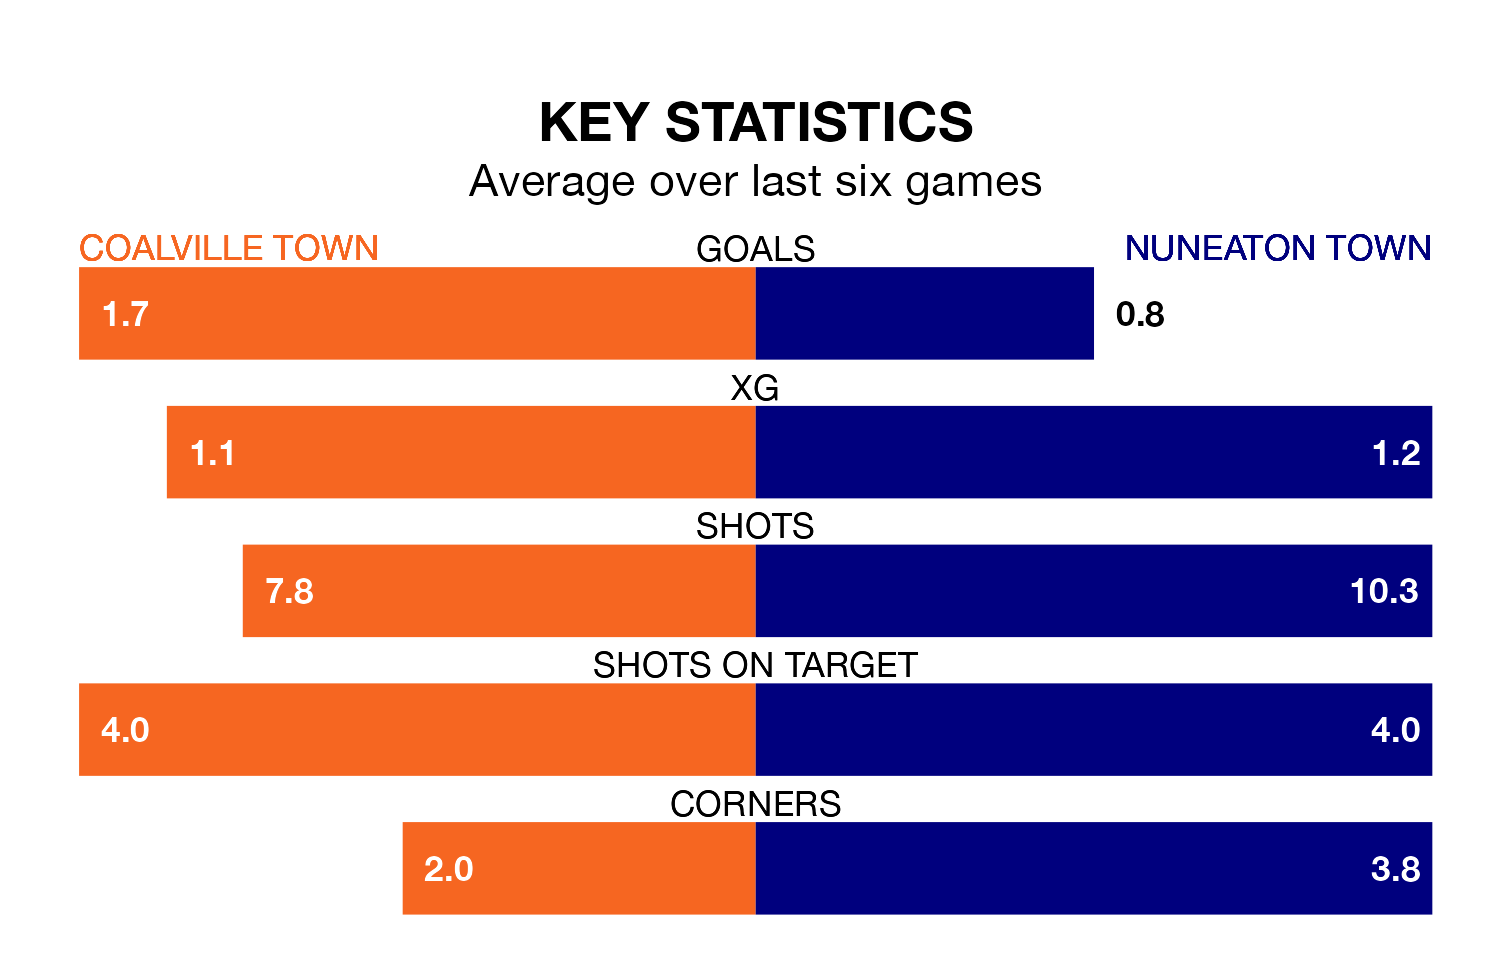 KEY STATISTICS
Average over last six games
COALVILLE TOWN GOALS NUNEATON TOWN
1.7 0.8
XG
1.1 1.2
SHOTS
7.8 10.3
SHOTS ON TARGET
4.0 4.0
CORNERS
2.0 3.8